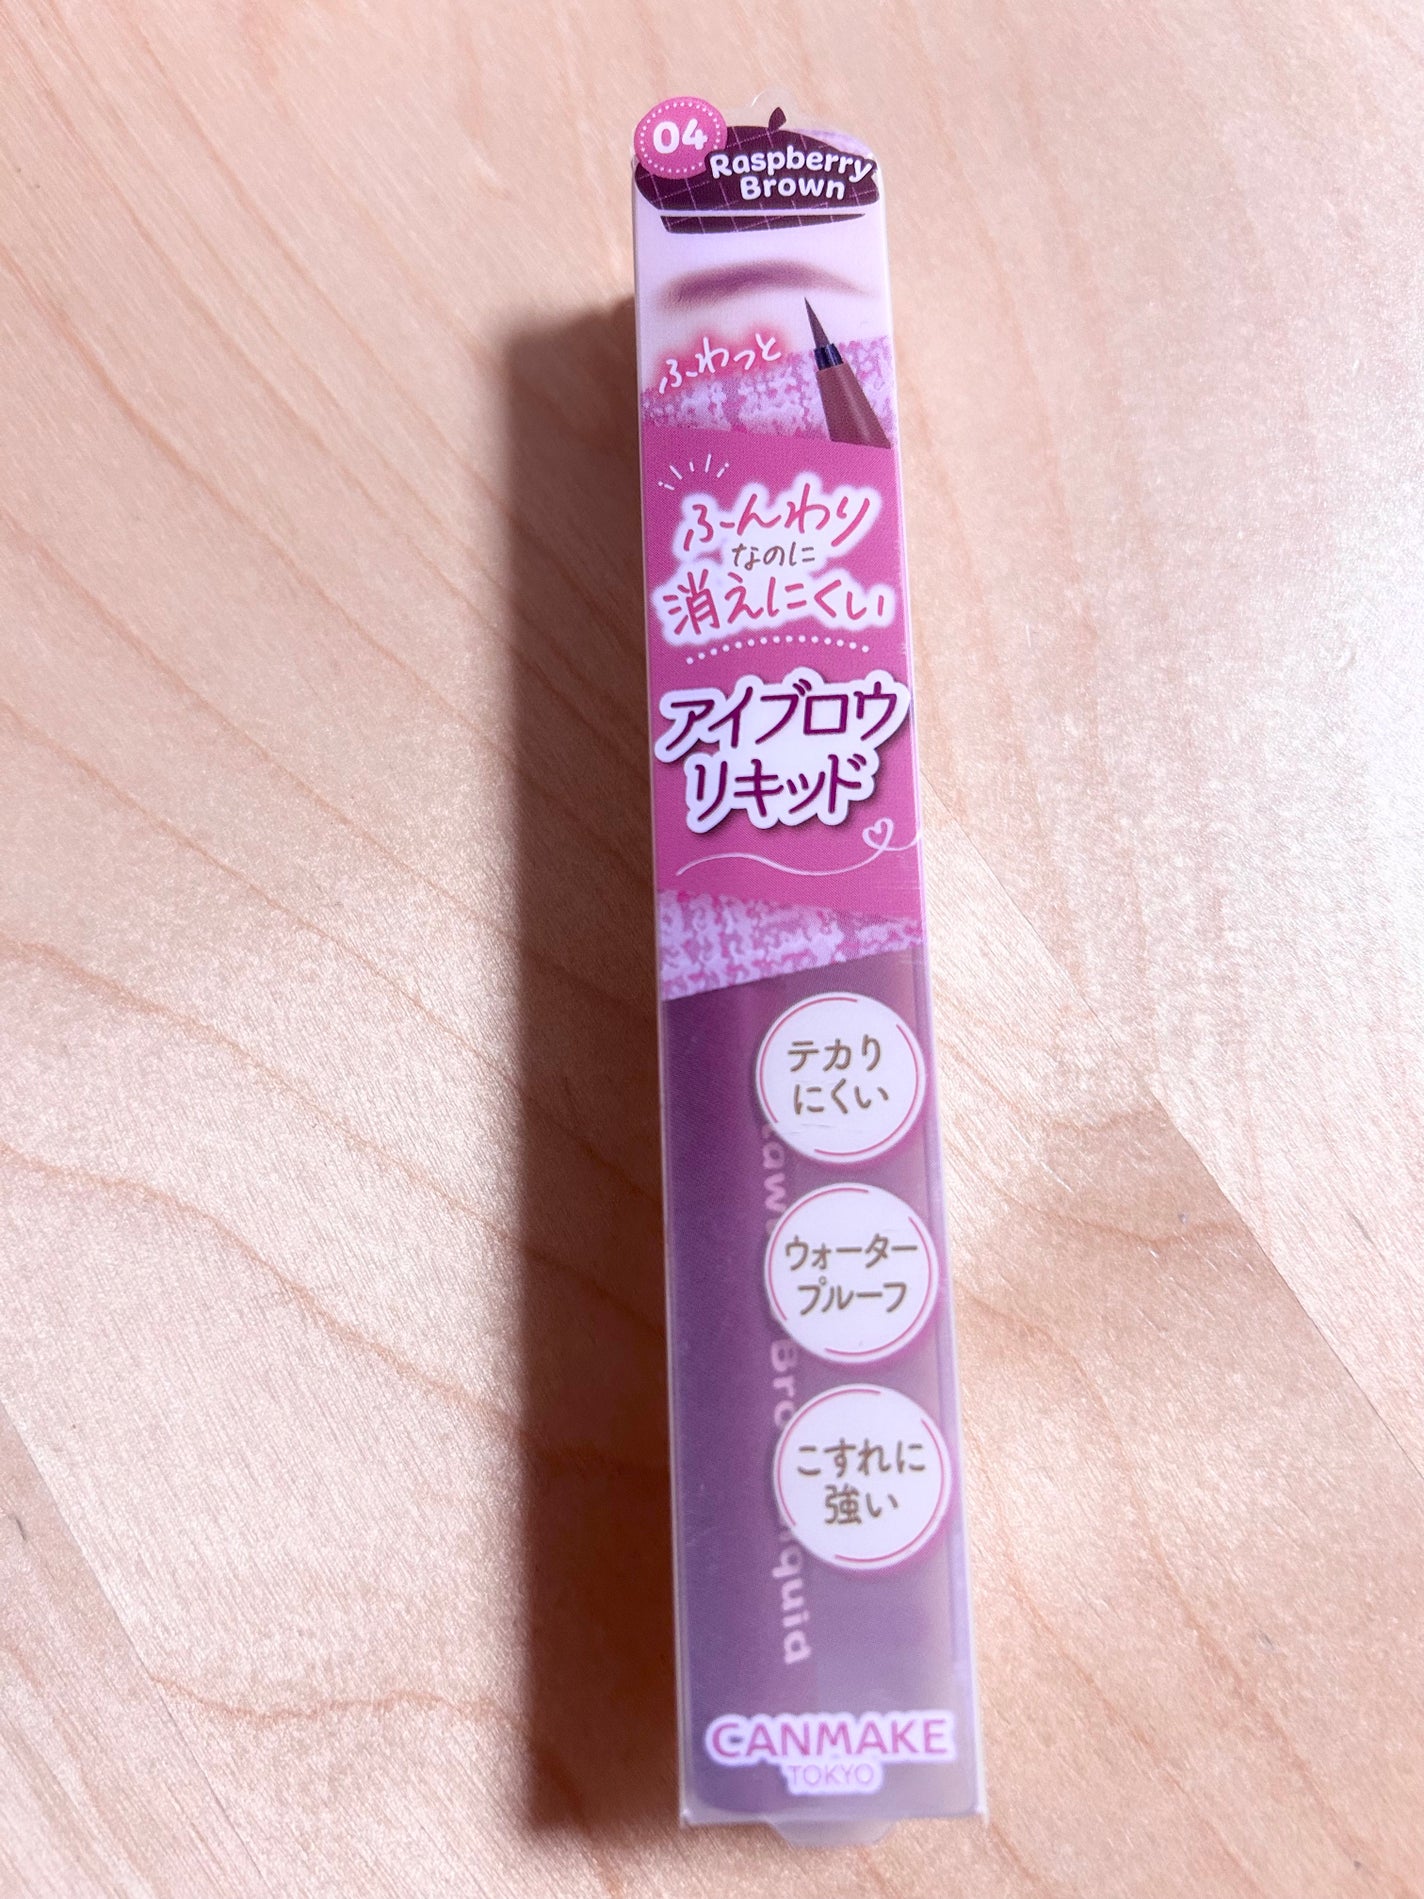 04
Raspberry
Brown
ふわっと
ふんわり
なのに
消えにくい
アイブロウ
リキッド
テカり
にくい
ウォーター
プルーフ
こすれに
強い
CANMAKE
TOKYO